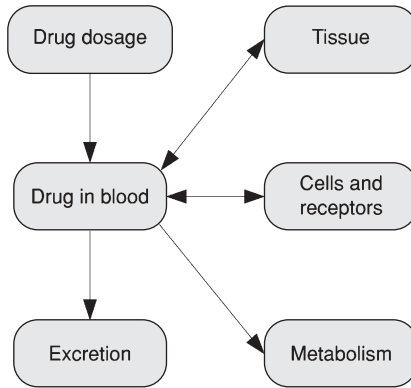 Drug dosage
Tissue
Drug in blood
Cells and
receptors
Excretion
Metabolism